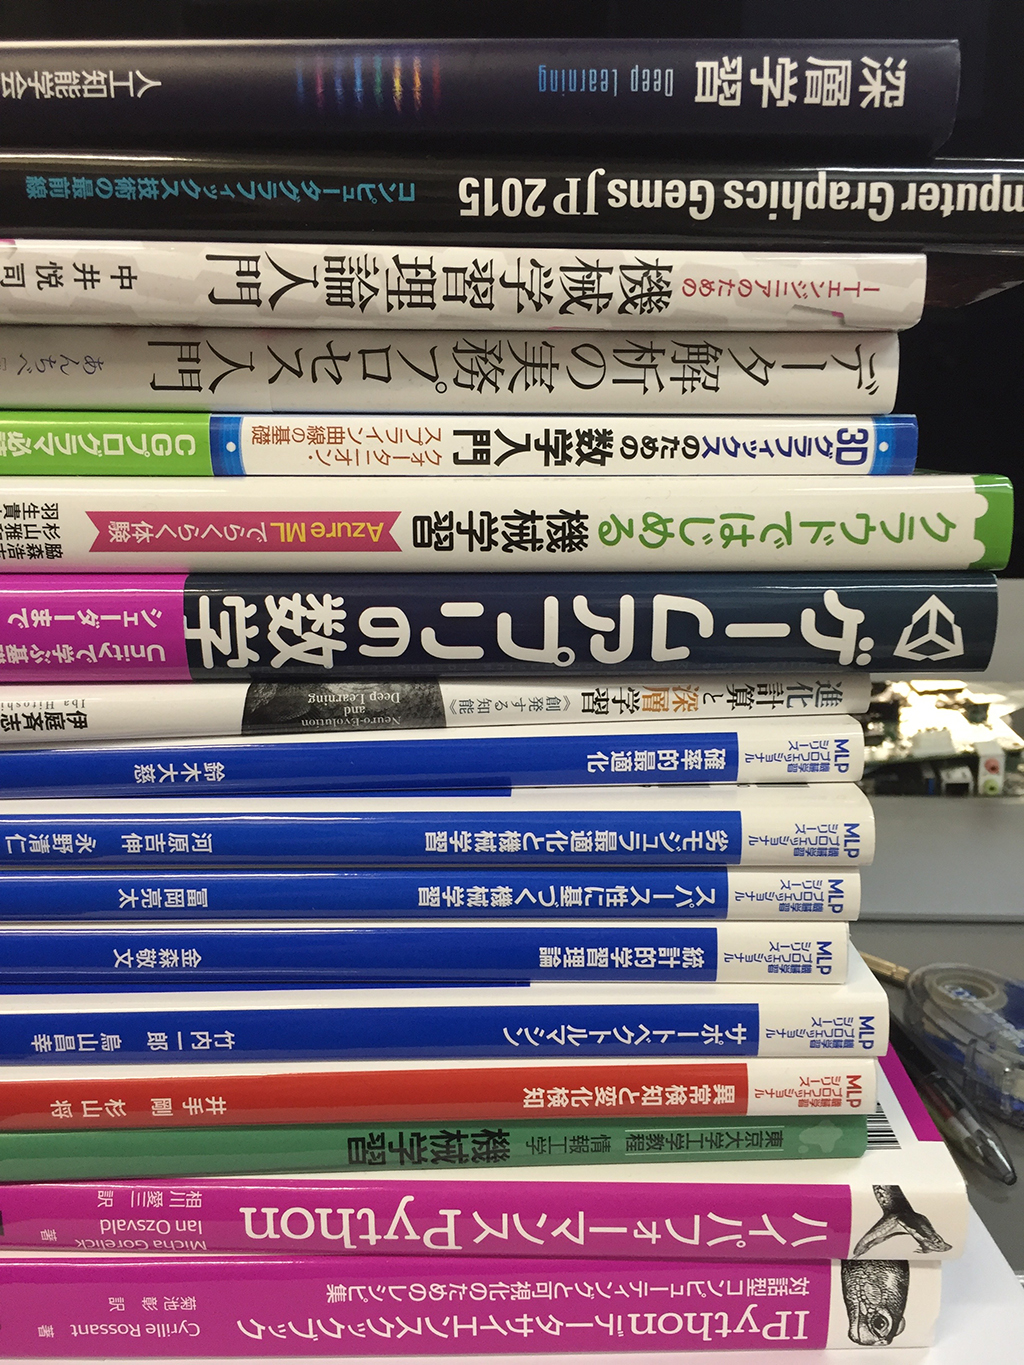 深層学習
Deep Learning
人工知能学会
mputer Graphics Gems JP 2015
コンピュータグラフィックス技術の最前線
ITエンジニアのための
機械学習理論入門
中井悦司
データ解析の実務プロセス入門
あんちべ
3D
グラフィックスのための数学入門
クォータニオン・
スプライン曲線の基礎
CGプログラマ必
クラウドではじめる
機械学習
Azure MLでらくらく体験
脇森浩志
杉山雅和
羽生貴史
ゲームアプリの数学
Unityで学ぶ基礎
シェーダーまで
進化計算と深層学習
《創発する知能》
Neuro-Evolution
and
Deep Learning
伊庭斉志
Iba Hitoshi
MLP
機械学習
プロフェッショナル
シリーズ
確率的最適化
鈴木大慈
MLP
機械学習
プロフェッショナル
シリーズ
劣モジュラ最適化と機械学習
河原吉伸
永野清仁
MLP
機械学習
プロフェッショナル
シリーズ
スパース性に基づく機械学習
冨岡亮太
MLP
機械学習
プロフェッショナル
シリーズ
統計的学習理論
金森敬文
MLP
機械学習
プロフェッショナル
シリーズ
サポートベクトルマシン
竹内一郎
烏山昌幸
MLP
機械学習
プロフェッショナル
シリーズ
異常検知と変化検知
井手 剛
杉山 将
東京大学工学教程
情報工学
機械学習
ハイパフォーマンスPython
Micha Gorelick
Ian Ozsvald
著
相川愛三 訳
IPythonデータサイエンスクックブック
対話型コンピューティングと可視化のためのレシピ集
Cyrille Rossant 著
菊池 彰 訳